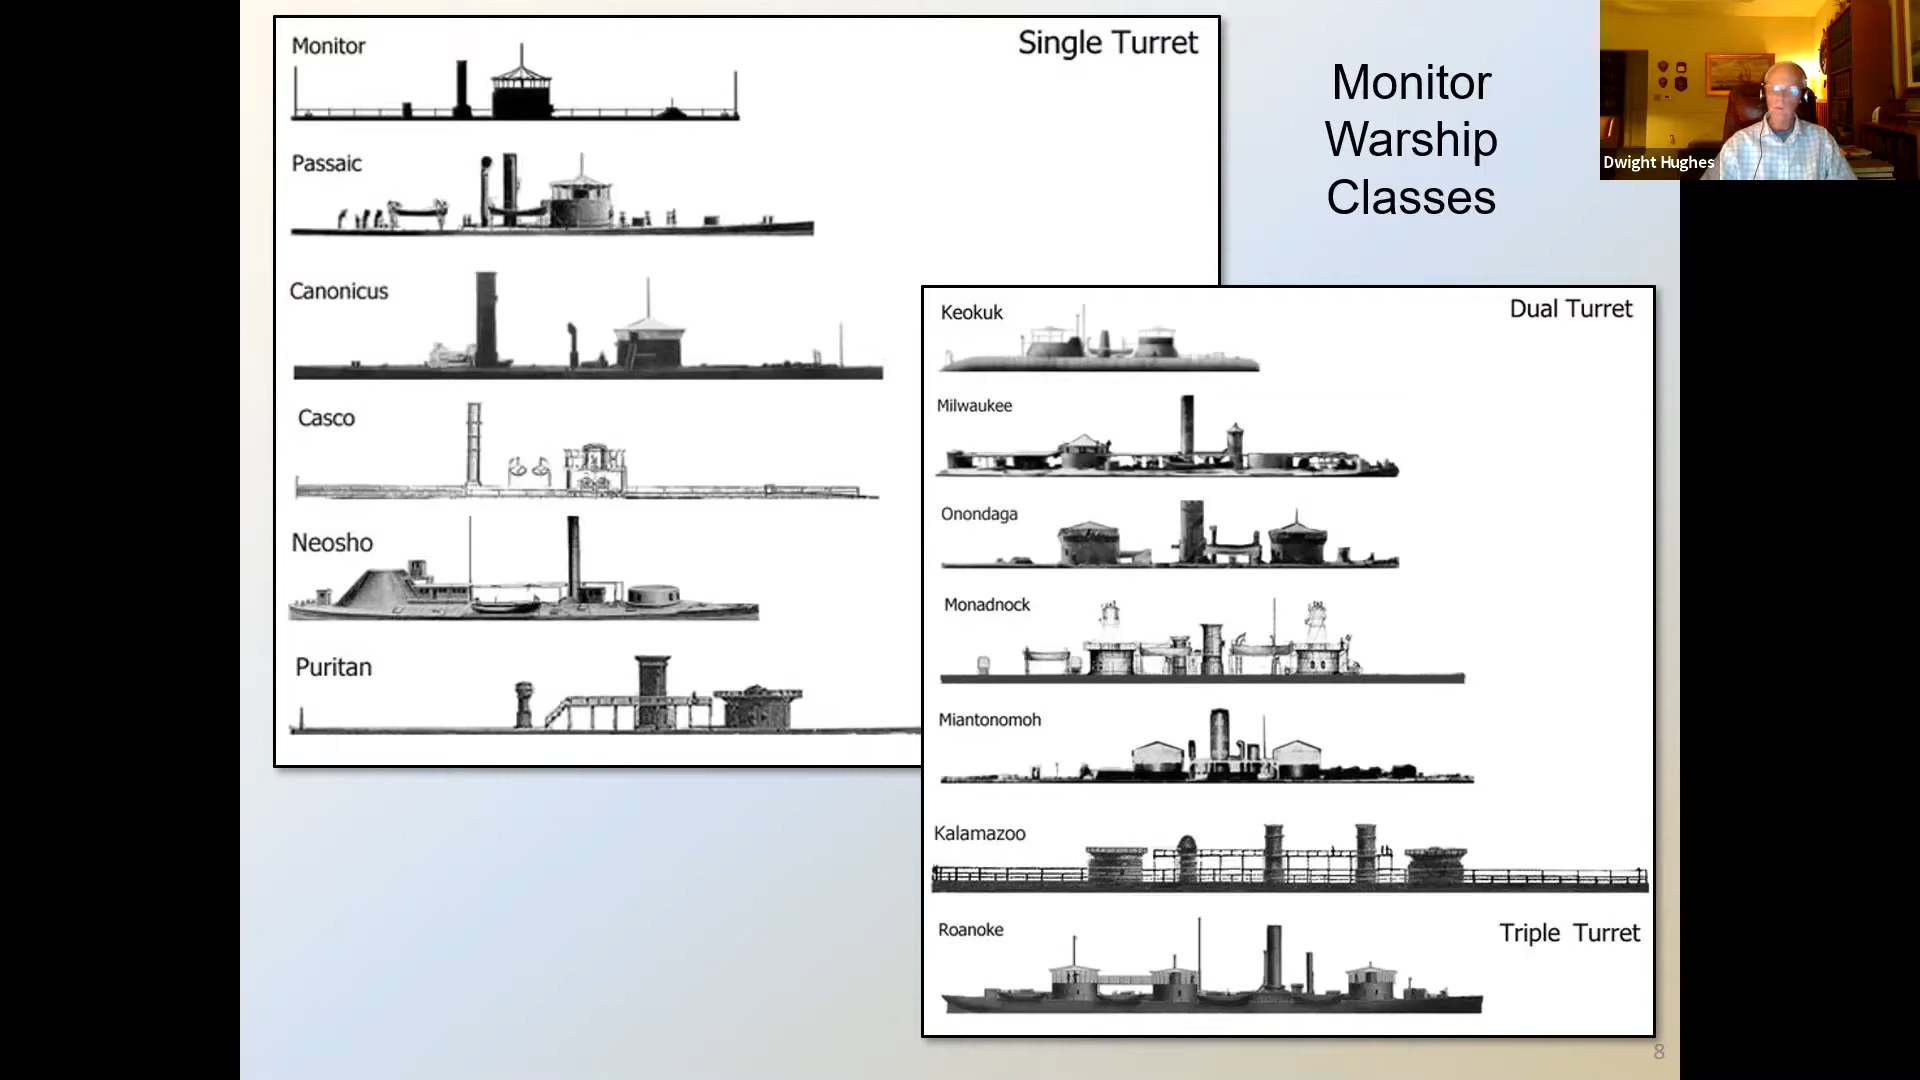 Monitor
Single Turret
Passaic
Canonicus
Casco
Neosho
Puritan
Monitor
Warship
Classes
Dwight Hughes
Keokuk
Dual Turret
Milwaukee
Onondaga
Monadnock
Miantonomoh
Kalamazoo
Roanoke
Triple Turret
8